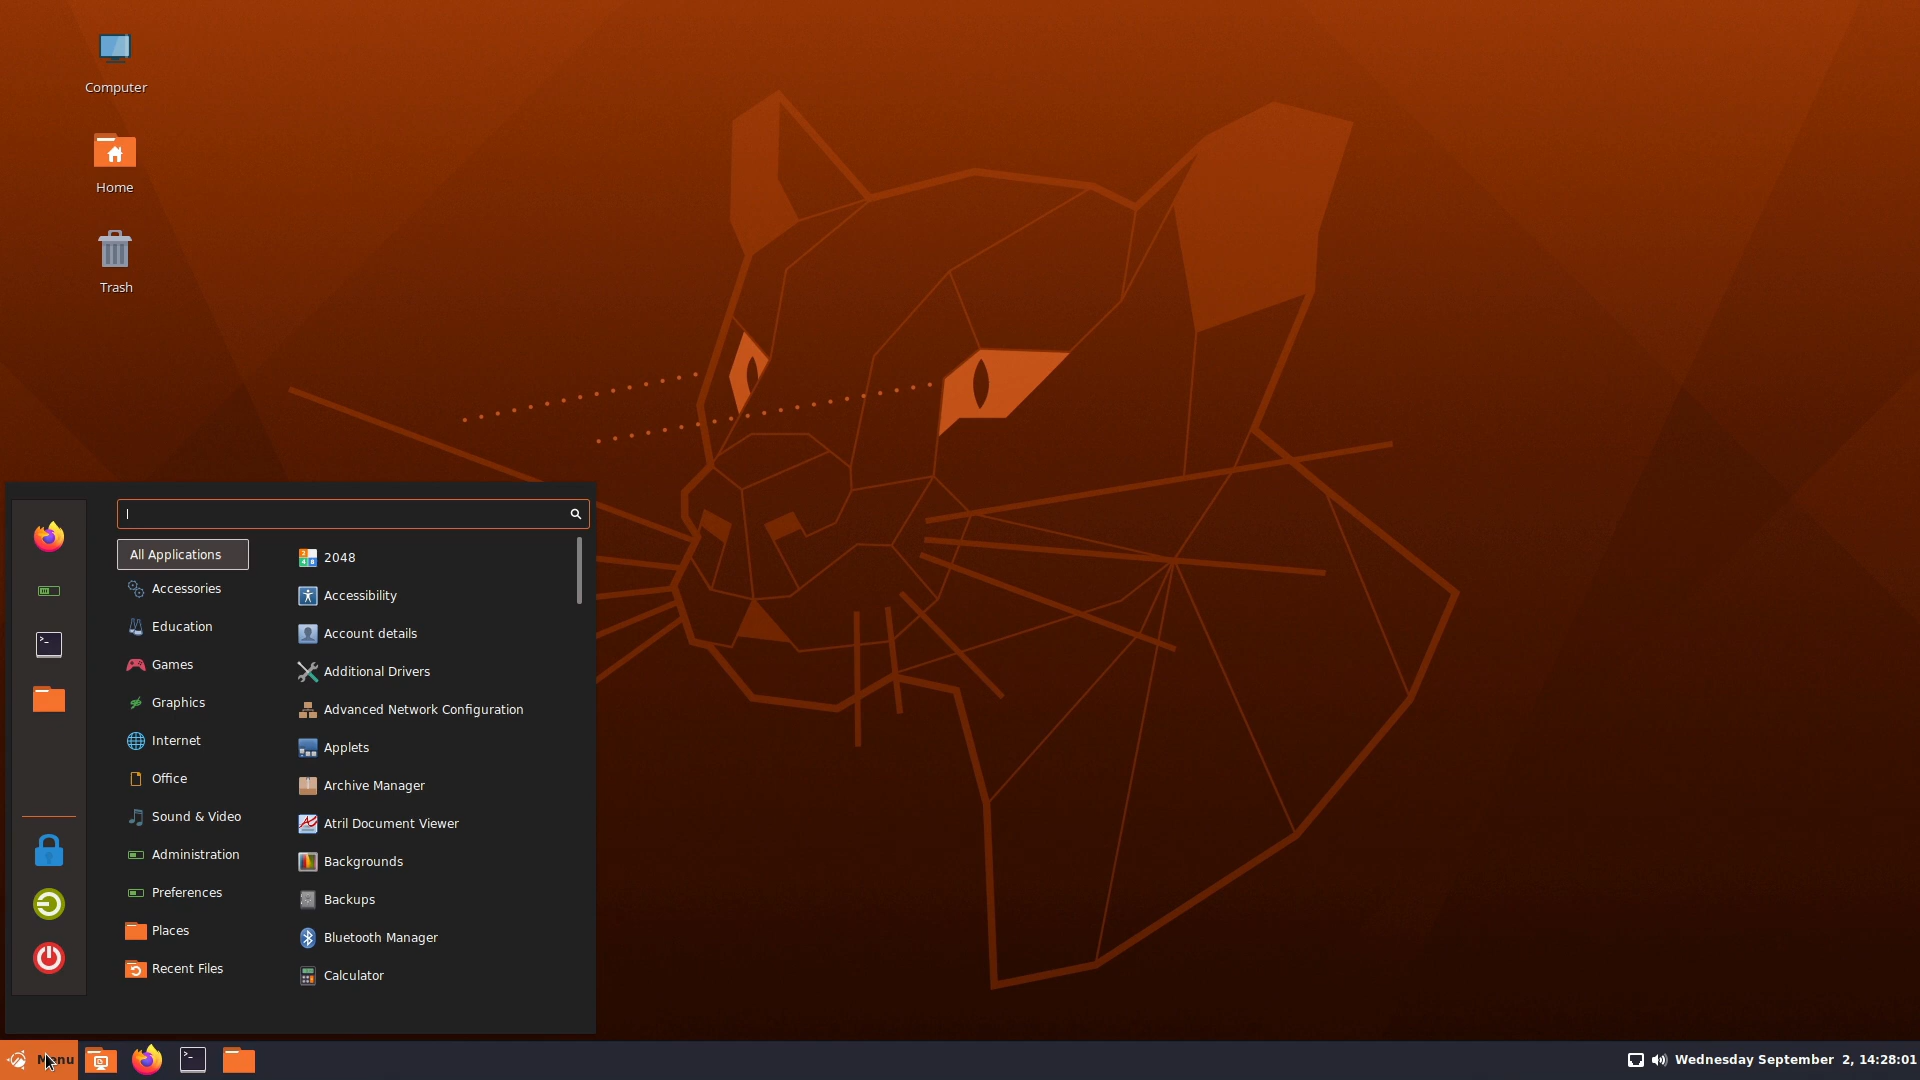 Computer
Home
Trash
All Applications
Accessories
Education
Games
Graphics
Internet
Office
Sound & Video
Administration
Preferences
Places
Recent Files
2048
Accessibility
Account details
Additional Drivers
Advanced Network Configuration
Applets
Archive Manager
Atril Document Viewer
Backgrounds
Backups
Bluetooth Manager
Calculator
Menu
Wednesday September 2, 14:28:01